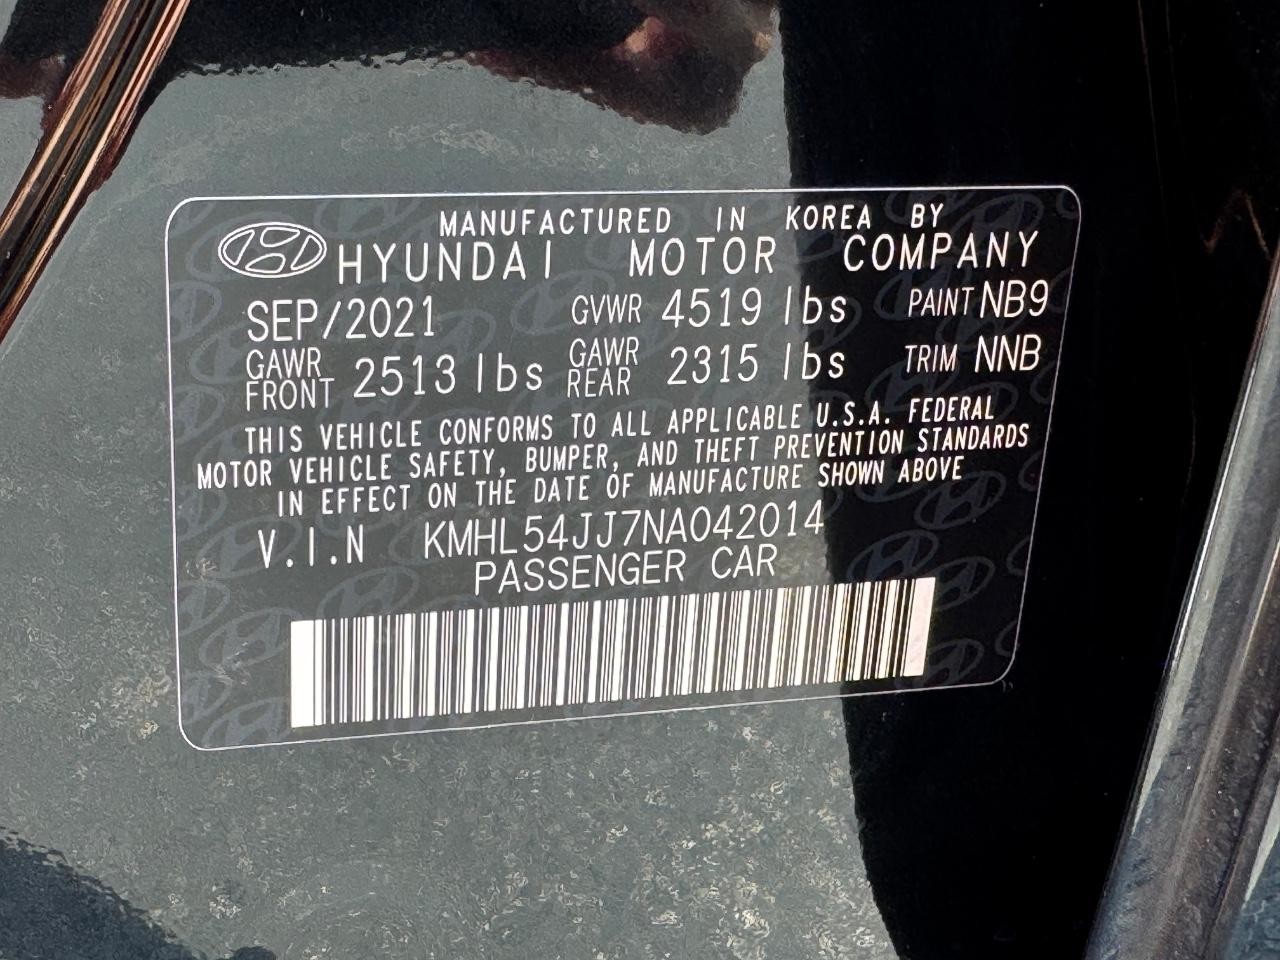 MANUFACTURED IN KOREA BY
HYUNDAI MOTOR COMPANY
SEP/2021 GVWR 4519 lbs PAINT NB9
GAWR FRONT 2513 lbs GAWR REAR 2315 lbs TRIM NNB
THIS VEHICLE CONFORMS TO ALL APPLICABLE U.S.A. FEDERAL
MOTOR VEHICLE SAFETY, BUMPER, AND THEFT PREVENTION STANDARDS
IN EFFECT ON THE DATE OF MANUFACTURE SHOWN ABOVE
V.I.N KMHL54JJ7NA042014
PASSENGER CAR